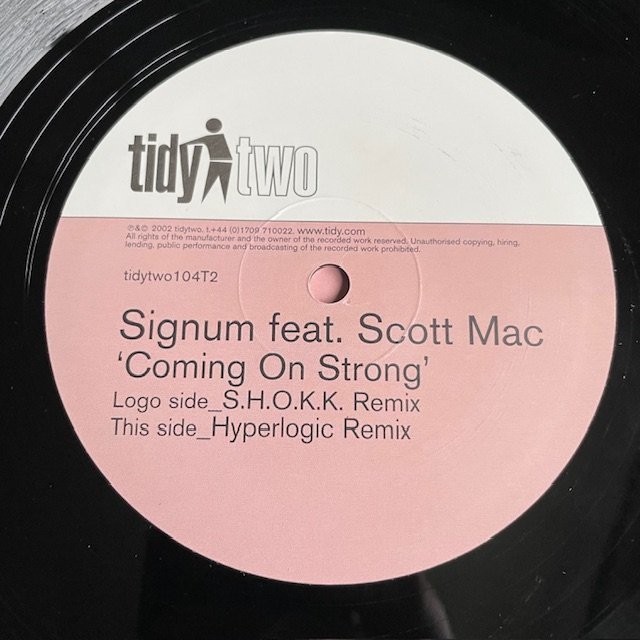 tidy two
℗&© 2002 tidytwo. t.+44 (0)1709 710022. www.tidy.com
All rights of the manufacturer and the owner of the recorded work reserved. Unauthorised copying, hiring,
lending, public performance and broadcasting of the recorded work prohibited.
tidytwo104T2
Signum feat. Scott Mac
‘Coming On Strong’
Logo side_S.H.O.K.K. Remix
This side_Hyperlogic Remix